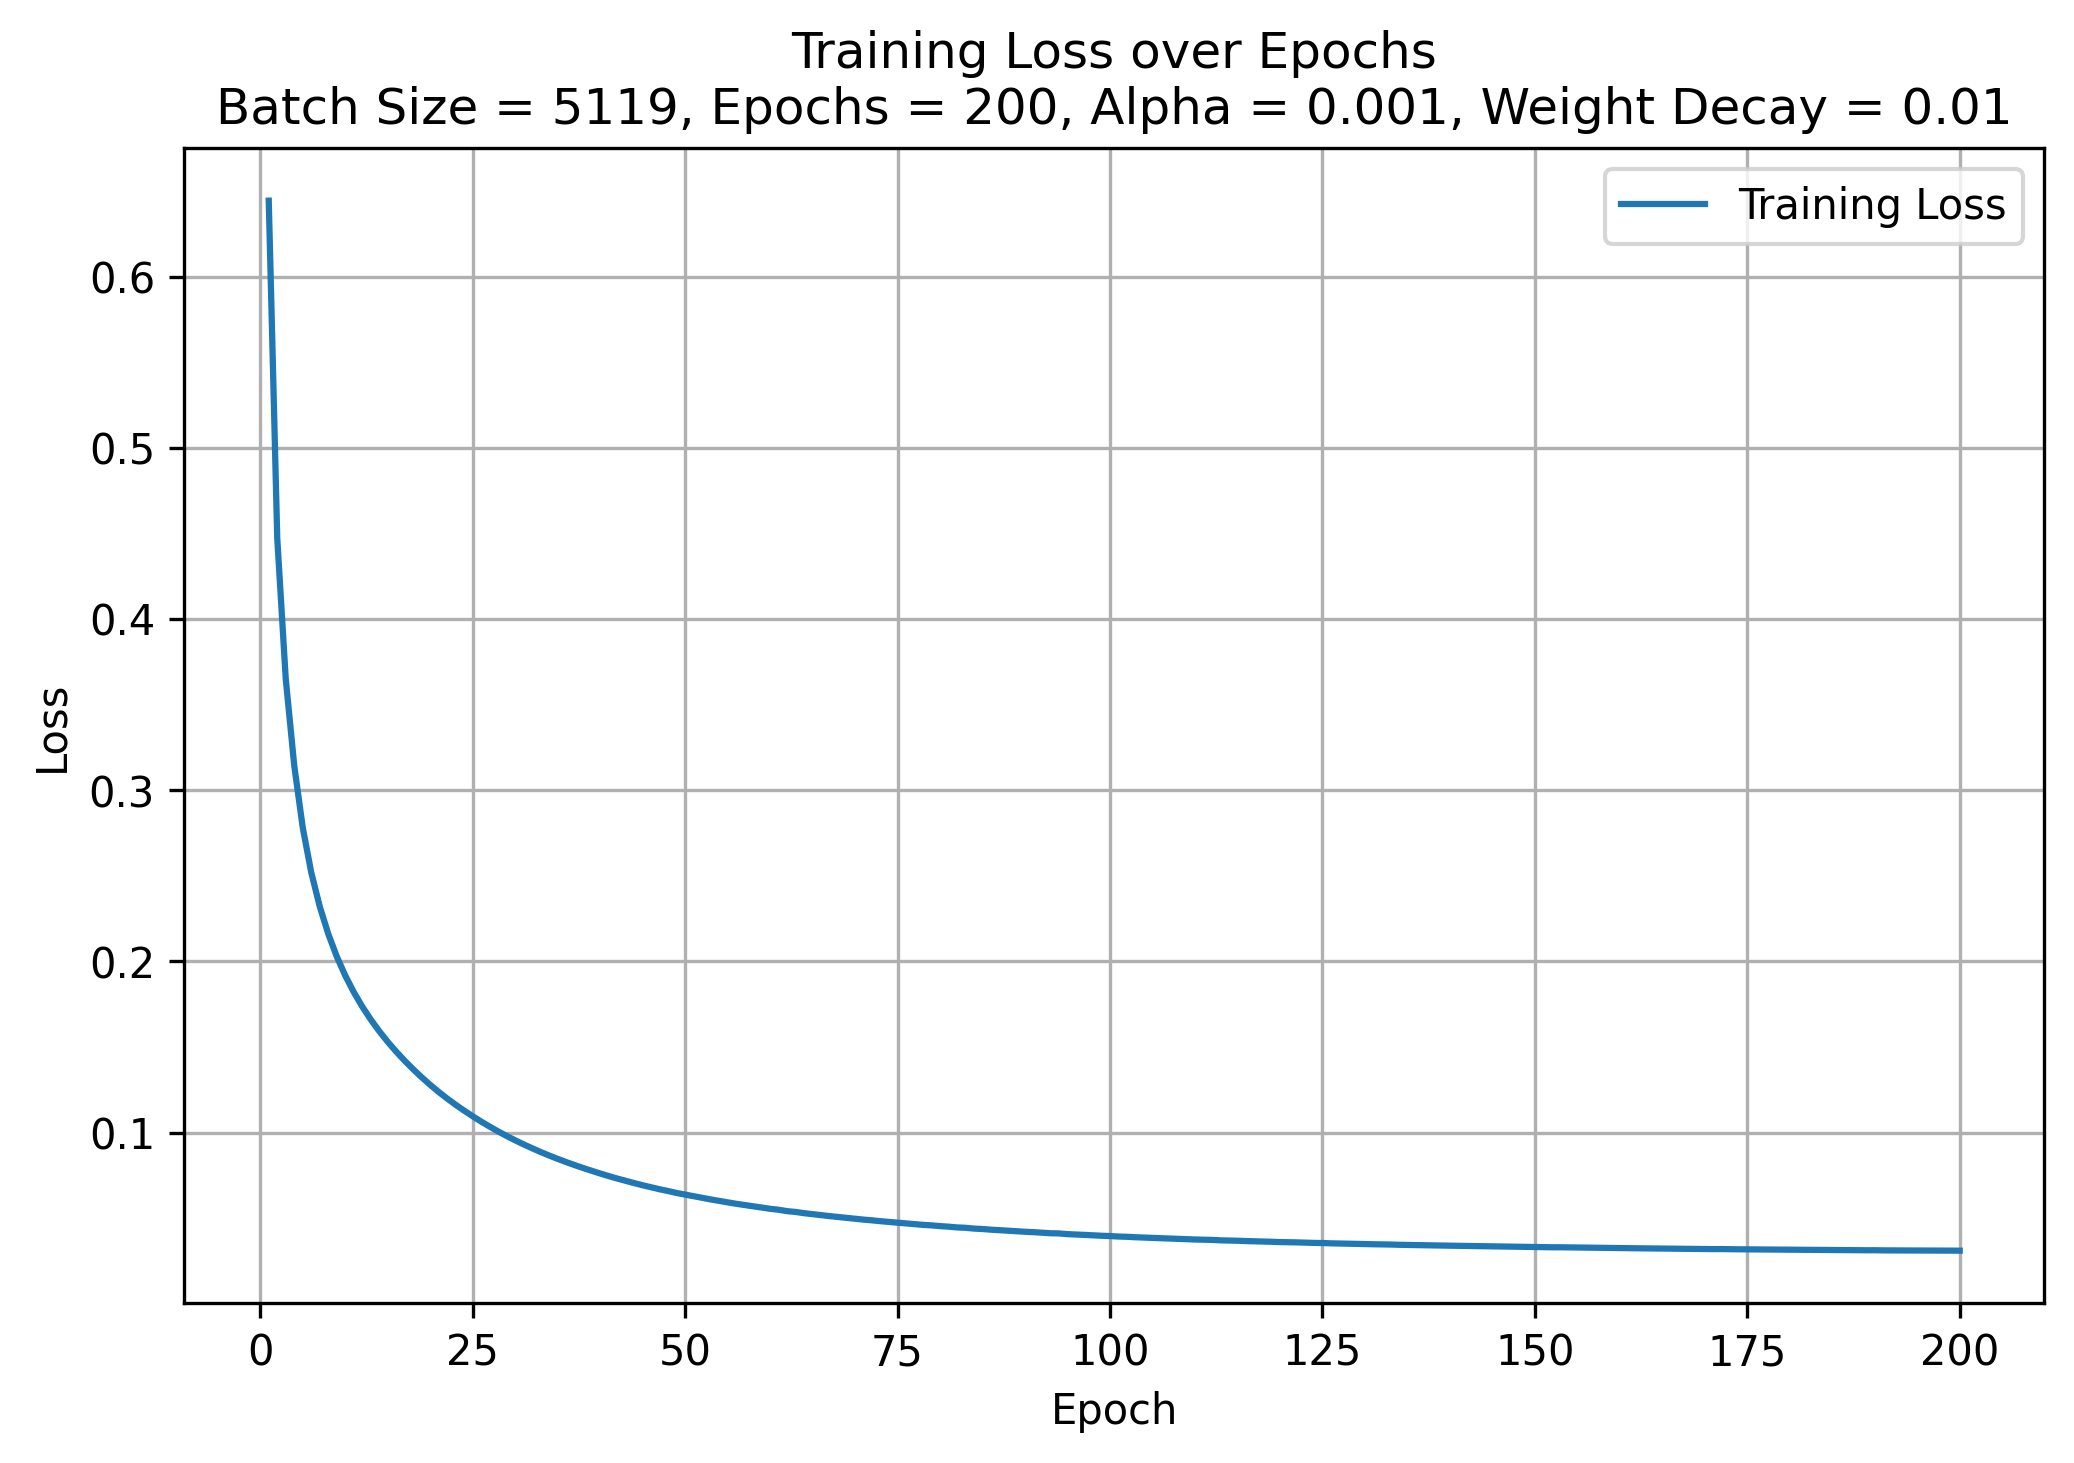 Training Loss over Epochs
Batch Size = 5119, Epochs = 200, Alpha = 0.001, Weight Decay = 0.01
Training Loss
0.6
0.5
0.4
0.3
0.2
0.1
Loss
0 25 50 75 100 125 150 175 200
Epoch